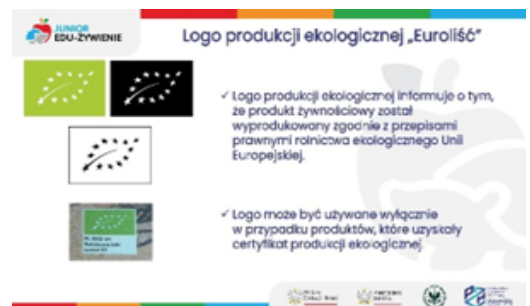 JUNIOR
EDU-ŻYWIENIE
Logo produkcji ekologicznej „Euroliść”
✓ Logo produkcji ekologicznej informuje o tym,
że produkt żywnościowy został
wyprodukowany zgodnie z przepisami
prawnymi rolnictwa ekologicznego Unii
Europejskiej.
✓ Logo może być używane wyłącznie
w przypadku produktów, które uzyskały
certyfikat produkcji ekologicznej.